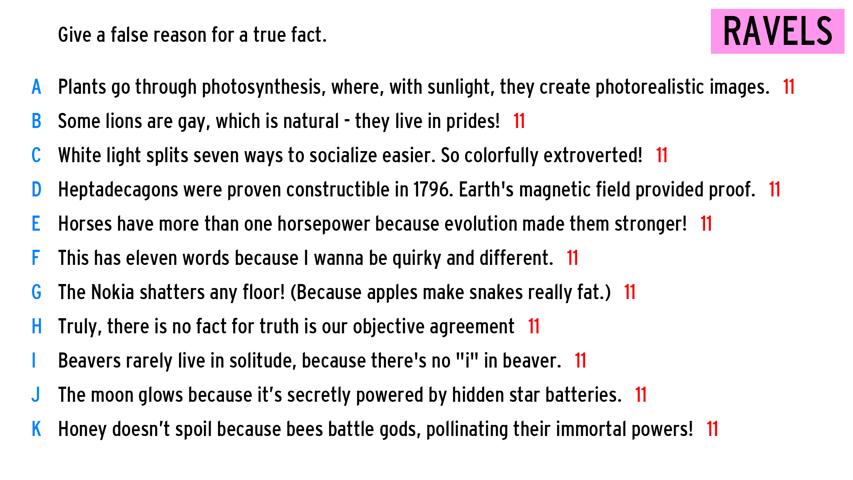 Give a false reason for a true fact.
RAVELS
A Plants go through photosynthesis, where, with sunlight, they create photorealistic images. 11
B Some lions are gay, which is natural - they live in prides! 11
C White light splits seven ways to socialize easier. So colorfully extroverted! 11
D Heptadecagons were proven constructible in 1796. Earth's magnetic field provided proof. 11
E Horses have more than one horsepower because evolution made them stronger! 11
F This has eleven words because I wanna be quirky and different. 11
G The Nokia shatters any floor! (Because apples make snakes really fat.) 11
H Truly, there is no fact for truth is our objective agreement 11
I Beavers rarely live in solitude, because there's no "i" in beaver. 11
J The moon glows because it’s secretly powered by hidden star batteries. 11
K Honey doesn’t spoil because bees battle gods, pollinating their immortal powers! 11